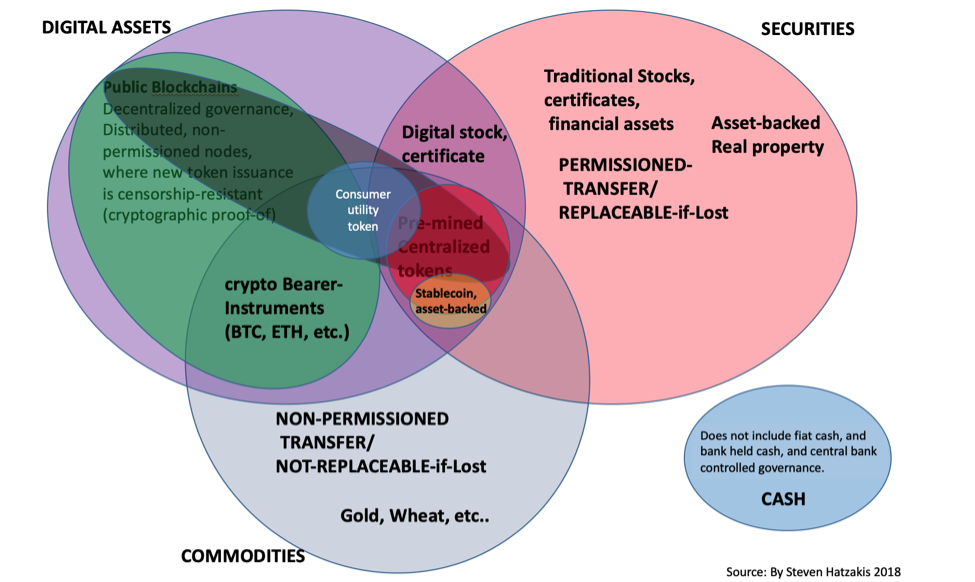 DIGITAL ASSETS
SECURITIES
Public Blockchains
Decentralized governance,
Distributed, non-
permissioned nodes,
where new token issuance
is censorship-resistant
(cryptographic proof-of)
Digital stock,
certificate
Traditional Stocks,
certificates,
financial assets
Asset-backed
Real property
PERMISSIONED-
TRANSFER/
REPLACEABLE-if-Lost
Consumer
utility
token
Pre-mined
Centralized
tokens
Stablecoin,
asset-backed
crypto Bearer-
Instruments
(BTC, ETH, etc.)
NON-PERMISSIONED
TRANSFER/
NOT-REPLACEABLE-if-Lost
Gold, Wheat, etc..
COMMODITIES
Does not include fiat cash, and
bank held cash, and central bank
controlled governance.
CASH
Source: By Steven Hatzakis 2018